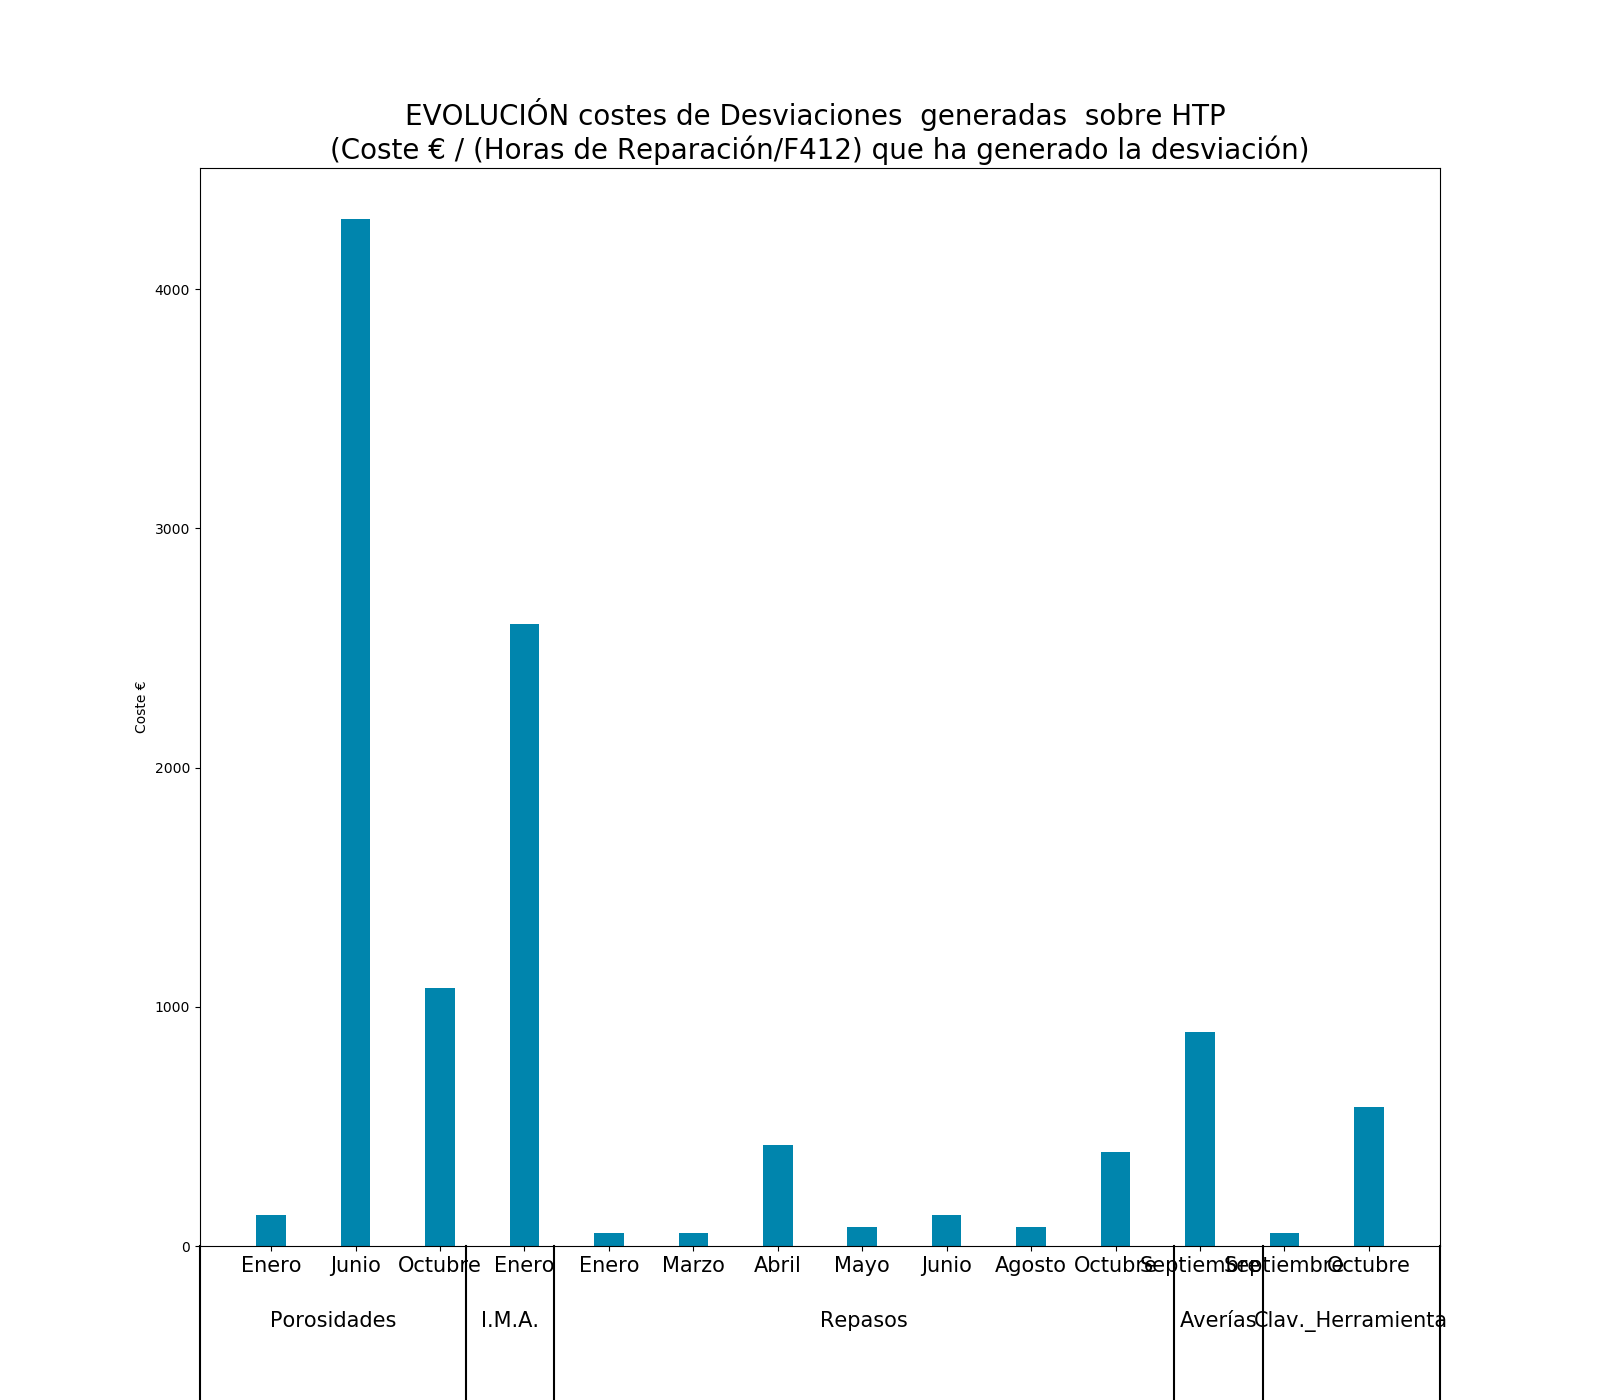 EVOLUCIÓN costes de Desviaciones  generadas  sobre HTP
(Coste € / (Horas de Reparación/F412) que ha generado la desviación)
4000
3000
2000
1000
0
Coste €
Enero Junio Octubre Enero Enero Marzo Abril Mayo Junio Agosto Octubre Septiembre Septiembre Octubre
Porosidades I.M.A. Repasos Averías Clav._Herramienta